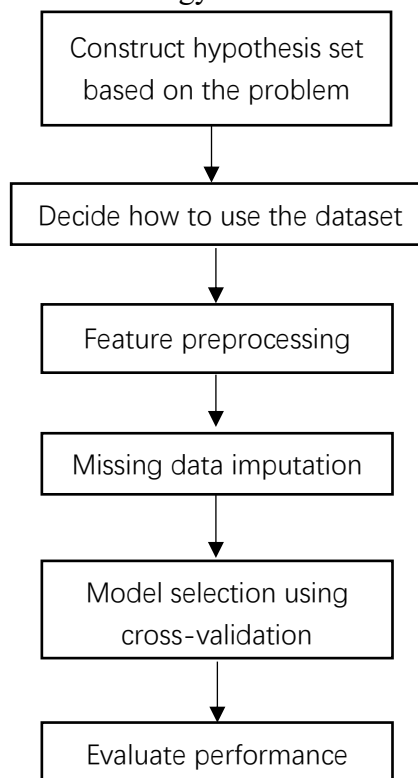 Construct hypothesis set
based on the problem
Decide how to use the dataset
Feature preprocessing
Missing data imputation
Model selection using
cross-validation
Evaluate performance